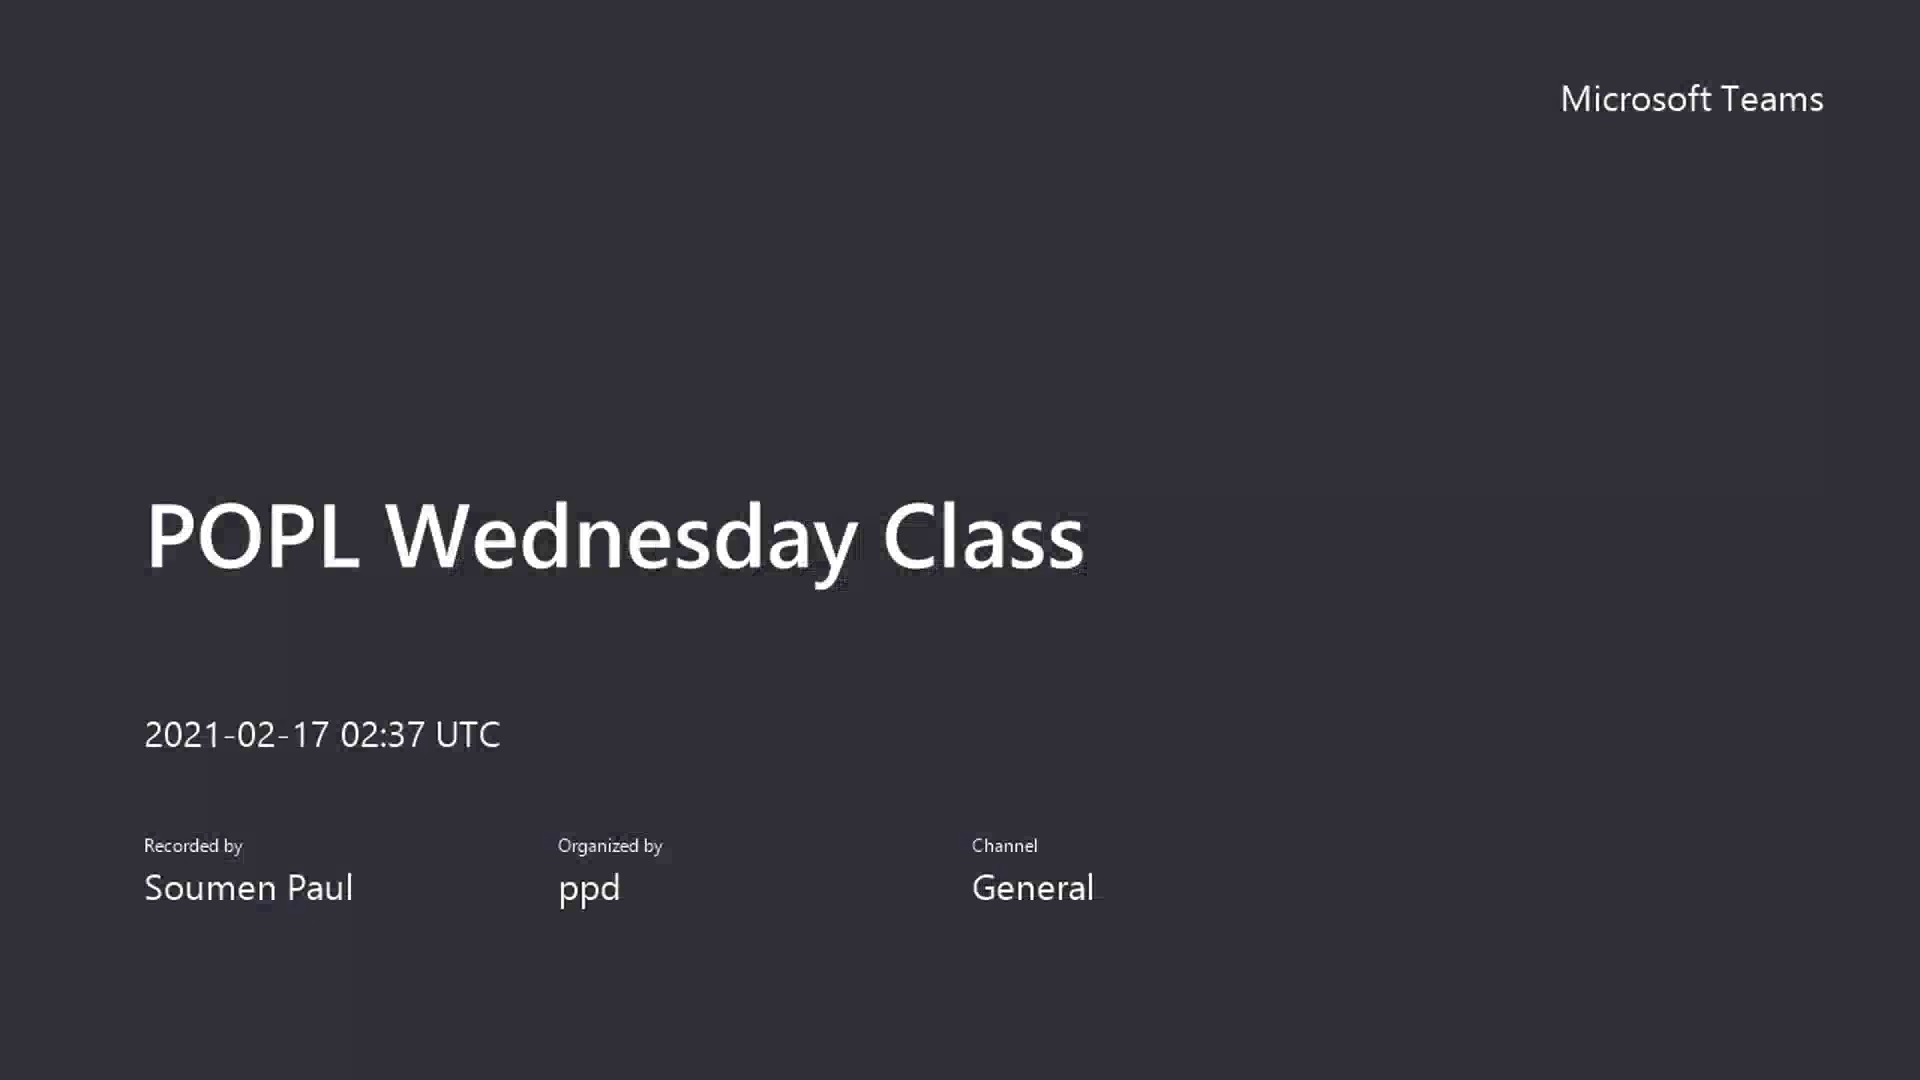 Microsoft Teams
POPL Wednesday Class
2021-02-17 02:37 UTC
Recorded by
Soumen Paul
Organized by
ppd
Channel
General